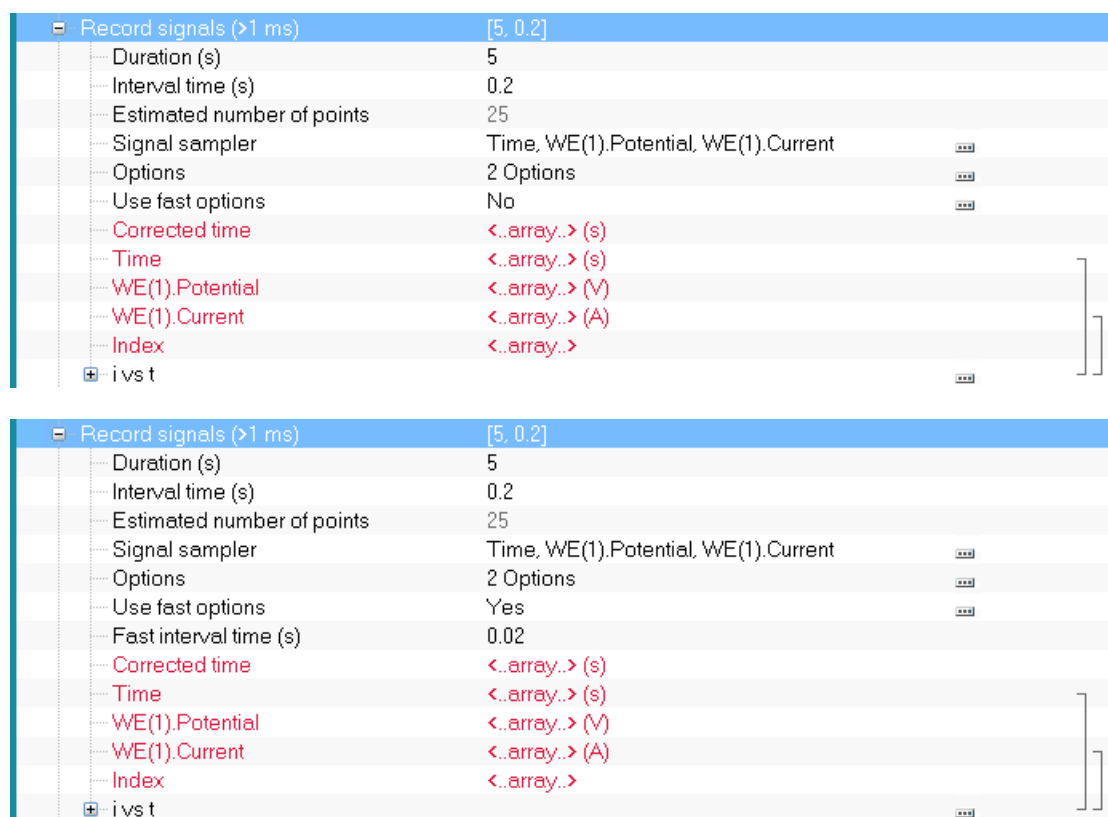 Record signals (>1 ms) [5, 0.2]
Duration (s) 5
Interval time (s) 0.2
Estimated number of points 25
Signal sampler Time, WE(1).Potential, WE(1).Current
Options 2 Options
Use fast options No
Corrected time <..array..> (s)
Time <..array..> (s)
WE(1).Potential <..array..> (V)
WE(1).Current <..array..> (A)
Index <..array..>
i vs t
Record signals (>1 ms) [5, 0.2]
Duration (s) 5
Interval time (s) 0.2
Estimated number of points 25
Signal sampler Time, WE(1).Potential, WE(1).Current
Options 2 Options
Use fast options Yes
Fast interval time (s) 0.02
Corrected time <..array..> (s)
Time <..array..> (s)
WE(1).Potential <..array..> (V)
WE(1).Current <..array..> (A)
Index <..array..>
i vs t